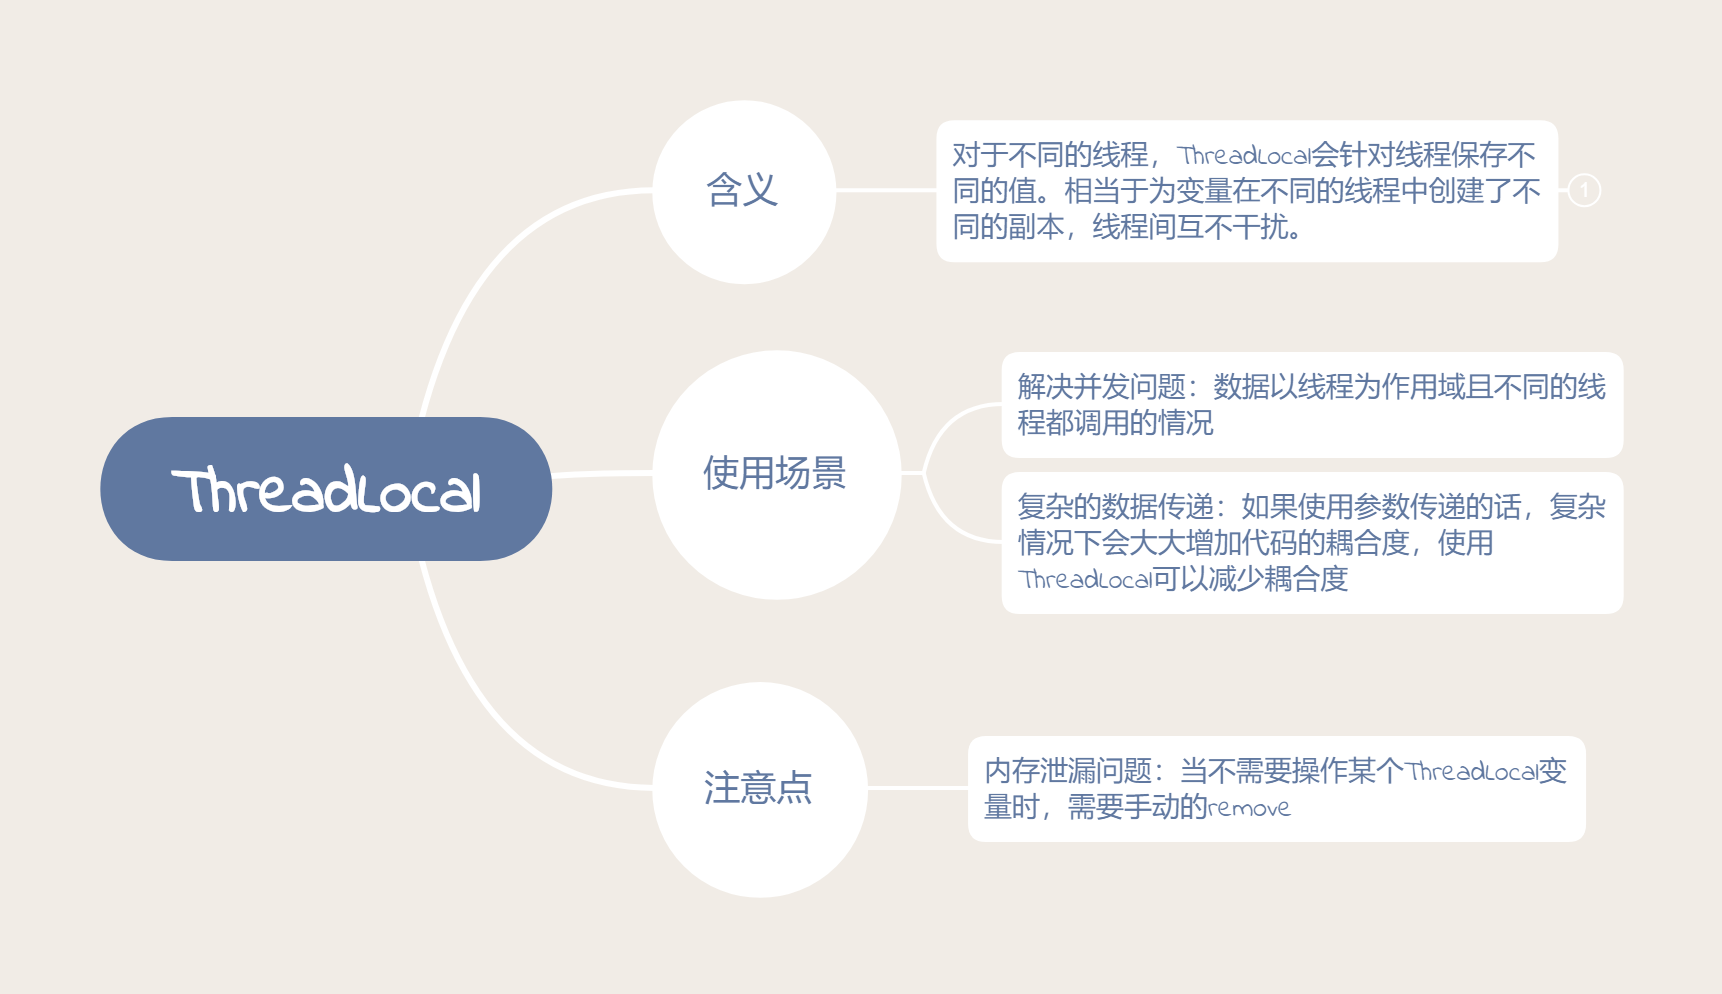 ThreadLocal
含义
对于不同的线程，ThreadLocal会针对线程保存不
同的值。相当于为变量在不同的线程中创建了不
同的副本，线程间互不干扰。
1
使用场景
解决并发问题：数据以线程为作用域且不同的线
程都调用的情况
复杂的数据传递：如果使用参数传递的话，复杂
情况下会大大增加代码的耦合度，使用
ThreadLocal可以减少耦合度
注意点
内存泄漏问题：当不需要操作某个ThreadLocal变
量时，需要手动的remove